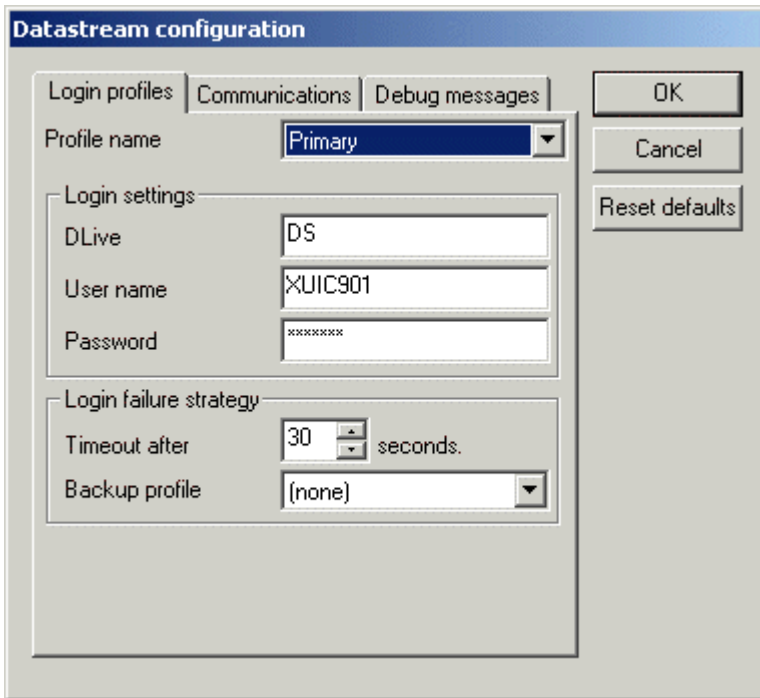 Datastream configuration
Login profiles Communications Debug messages
OK
Profile name Primary
Cancel
Reset defaults
Login settings
DLive DS
User name XUIC901
Password *******
Login failure strategy
Timeout after 30 seconds.
Backup profile (none)